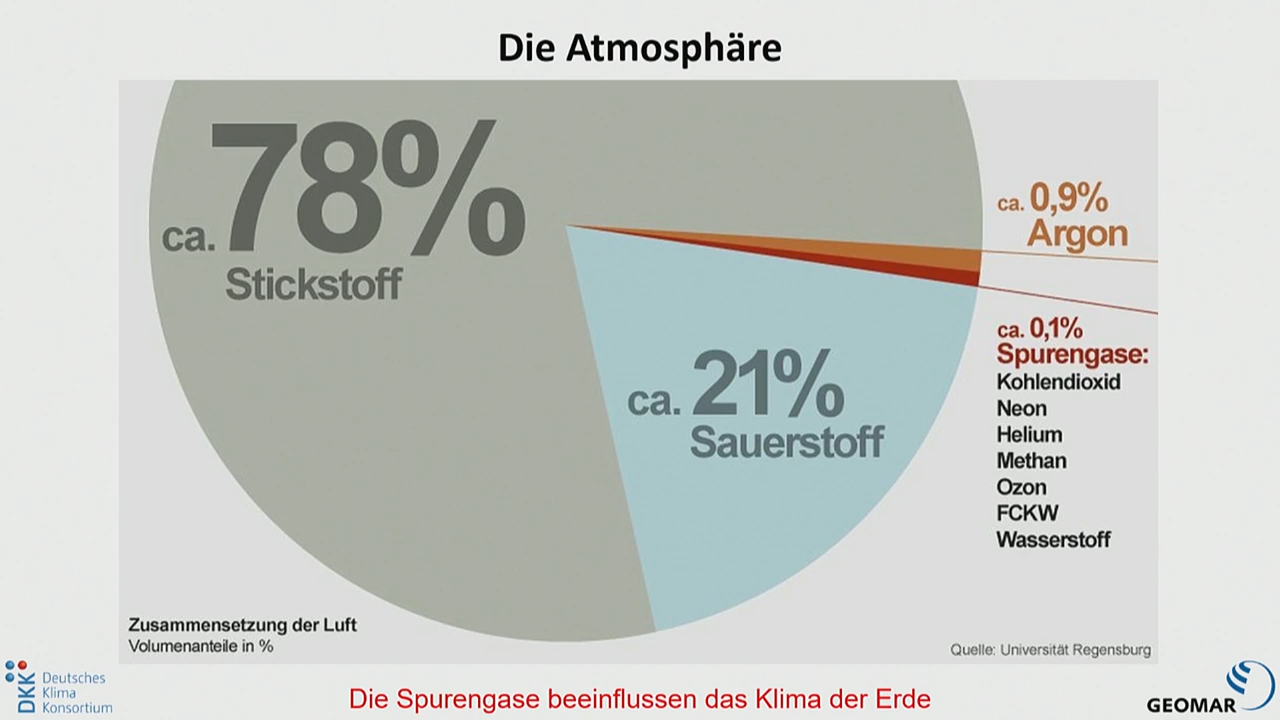 Die Atmosphäre
ca. 78%
Stickstoff
ca. 0,9%
Argon
ca. 21%
Sauerstoff
ca. 0,1%
Spurengase:
Kohlendioxid
Neon
Helium
Methan
Ozon
FCKW
Wasserstoff
Zusammensetzung der Luft
Volumenanteile in %
Quelle: Universität Regensburg
DKK
Deutsches
Klima
Konsortium
Die Spurengase beeinflussen das Klima der Erde
GEOMAR